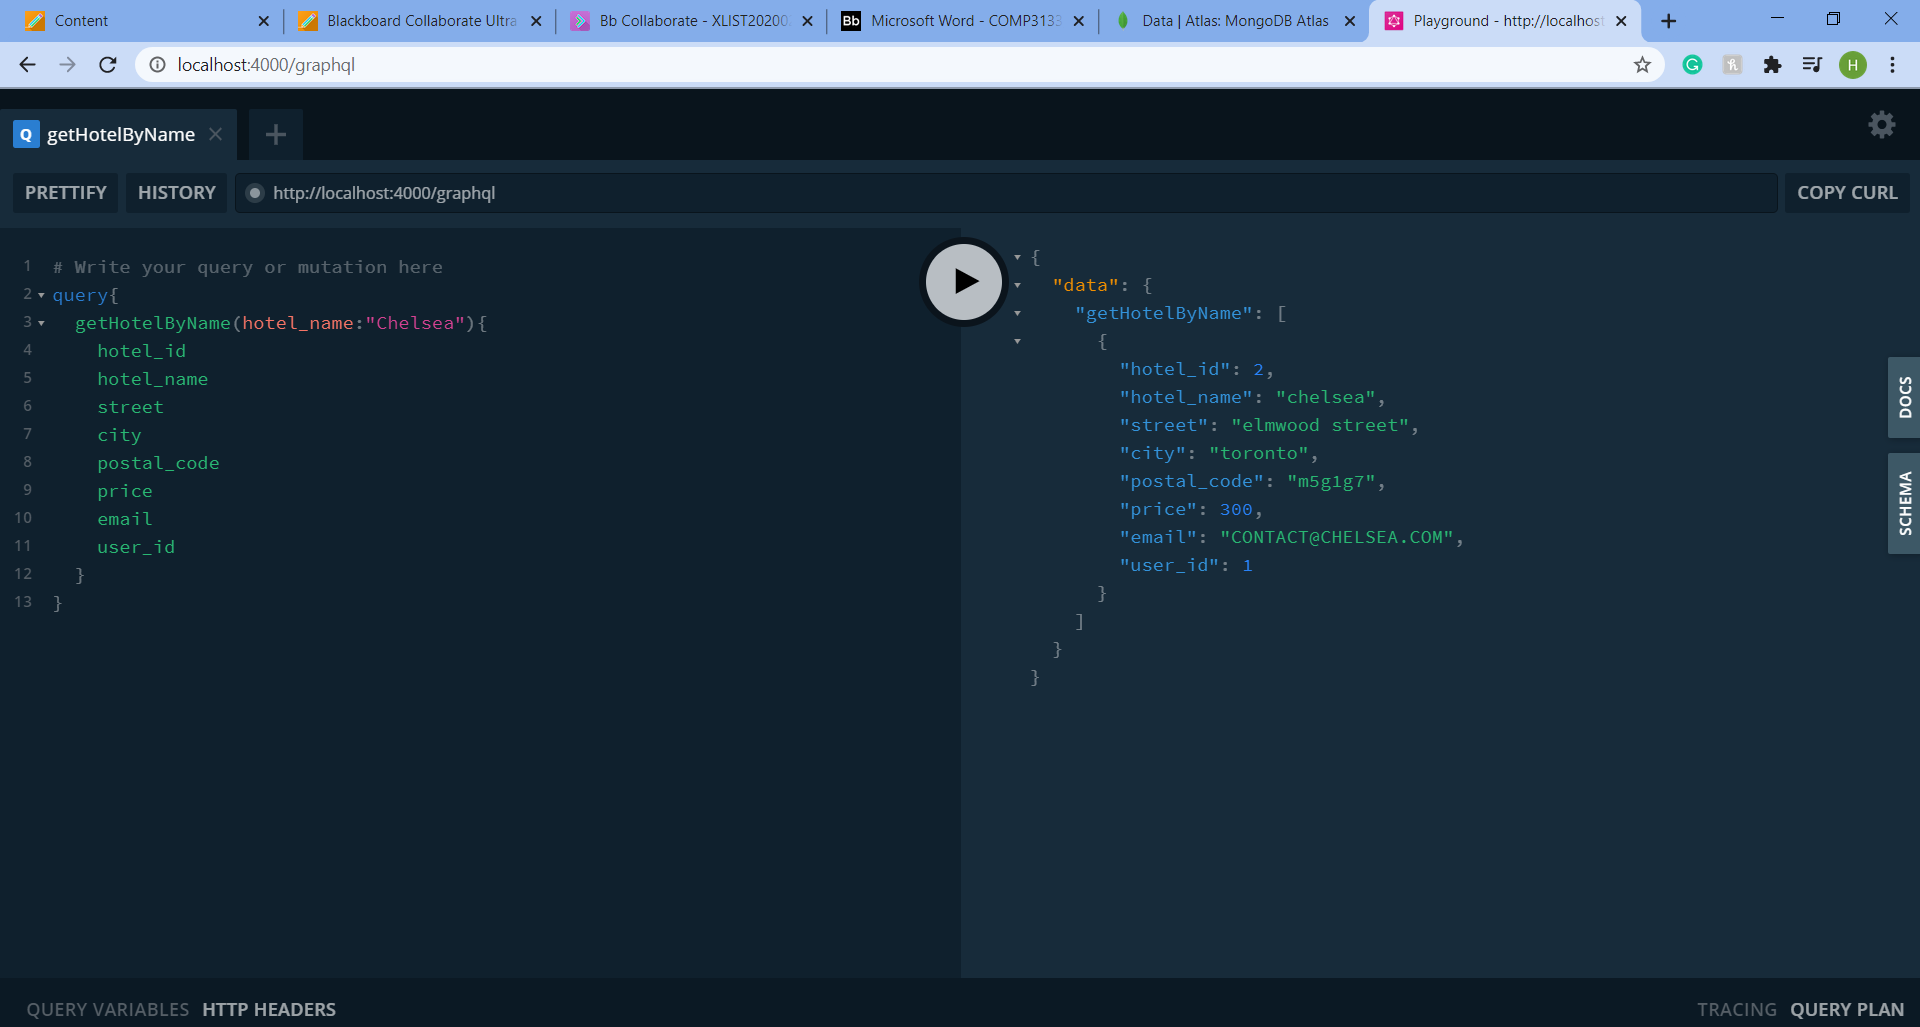 Content
Blackboard Collaborate Ultra
Bb Collaborate - XLIST20200
Bb Microsoft Word - COMP3133
Data | Atlas: MongoDB Atlas
Playground - http://localhost
localhost:4000/graphql
H
Q getHotelByName
PRETTIFY
HISTORY
http://localhost:4000/graphql
COPY CURL
1 # Write your query or mutation here
2 query{
3 getHotelByName(hotel_name:"Chelsea"){
4 hotel_id
5 hotel_name
6 street
7 city
8 postal_code
9 price
10 email
11 user_id
12 }
13 }
{
"data": {
"getHotelByName": [
{
"hotel_id": 2,
"hotel_name": "chelsea",
"street": "elmwood street",
"city": "toronto",
"postal_code": "m5g1g7",
"price": 300,
"email": "CONTACT@CHELSEA.COM",
"user_id": 1
}
]
}
}
DOCS
SCHEMA
QUERY VARIABLES HTTP HEADERS
TRACING QUERY PLAN